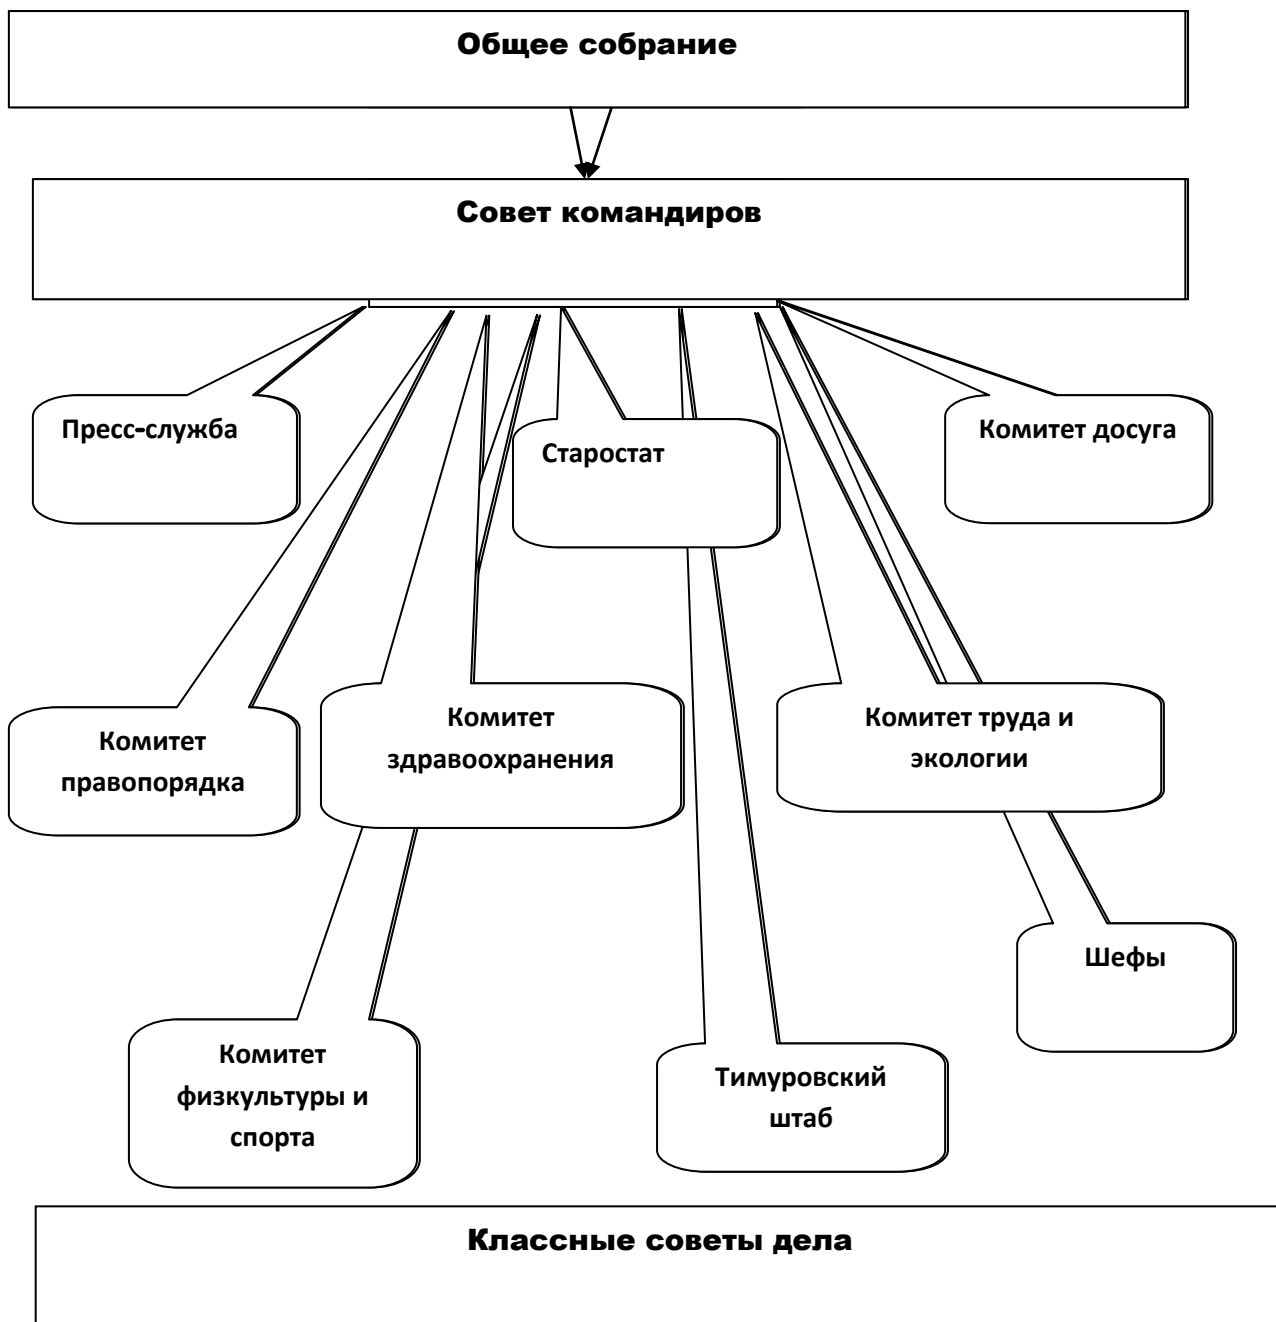 Общее собрание
Совет командиров
Пресс-служба
Старостат
Комитет досуга
Комитет
правопорядка
Комитет
здравоохранения
Комитет труда и
экологии
Шефы
Комитет
физкультуры и
спорта
Тимуровский
штаб
Классные советы дела